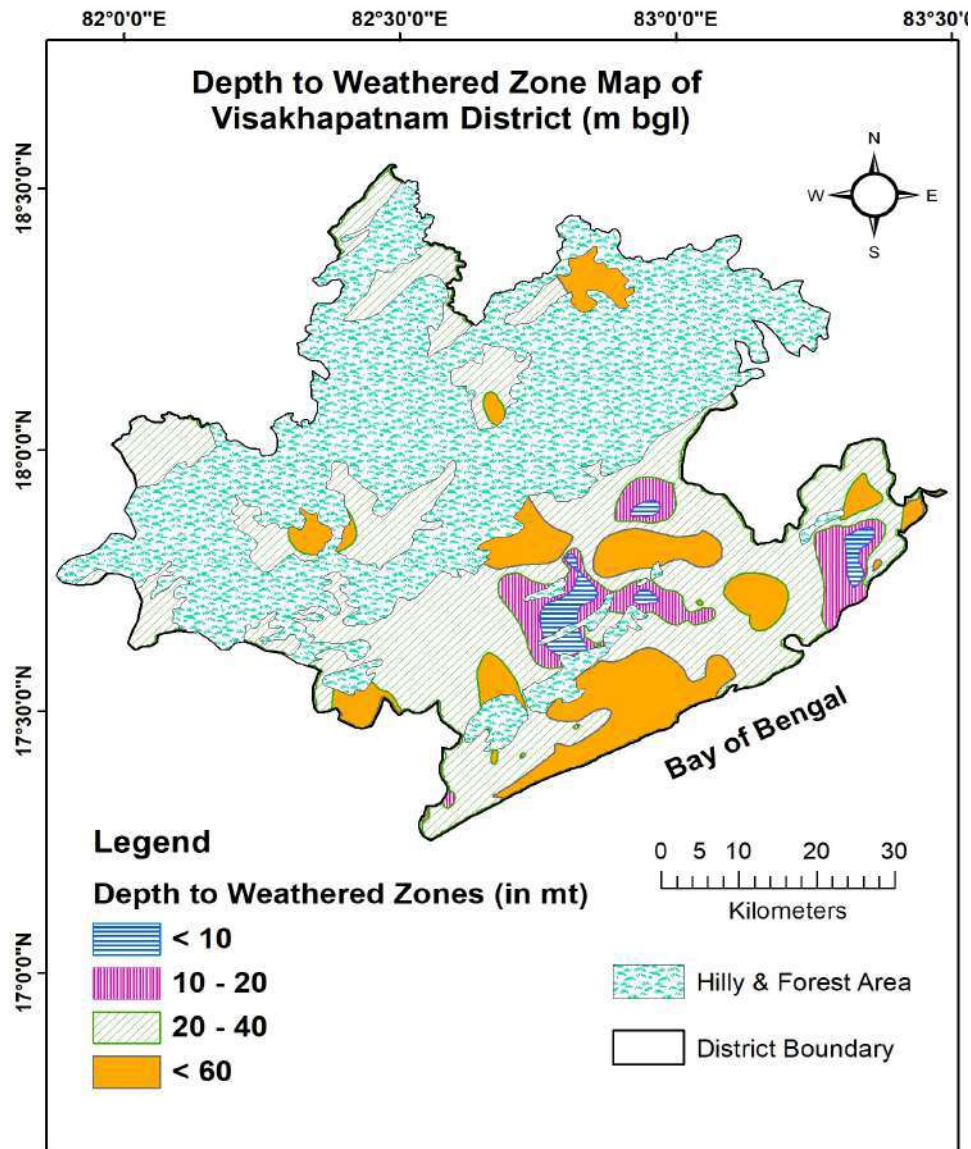 82°0'0"E
82°30'0"E
83°0'0"E
Depth to Weathered Zone Map of
Visakhapatnam District (m bgl)
N
W
E
S
18°30'0"N
18°0'0"N
17°30'0"N
17°0'0"N
Bay of Bengal
Legend
Depth to Weathered Zones (in mt)
< 10
10 - 20
20 - 40
< 60
0 5 10 20 30
Kilometers
Hilly & Forest Area
District Boundary